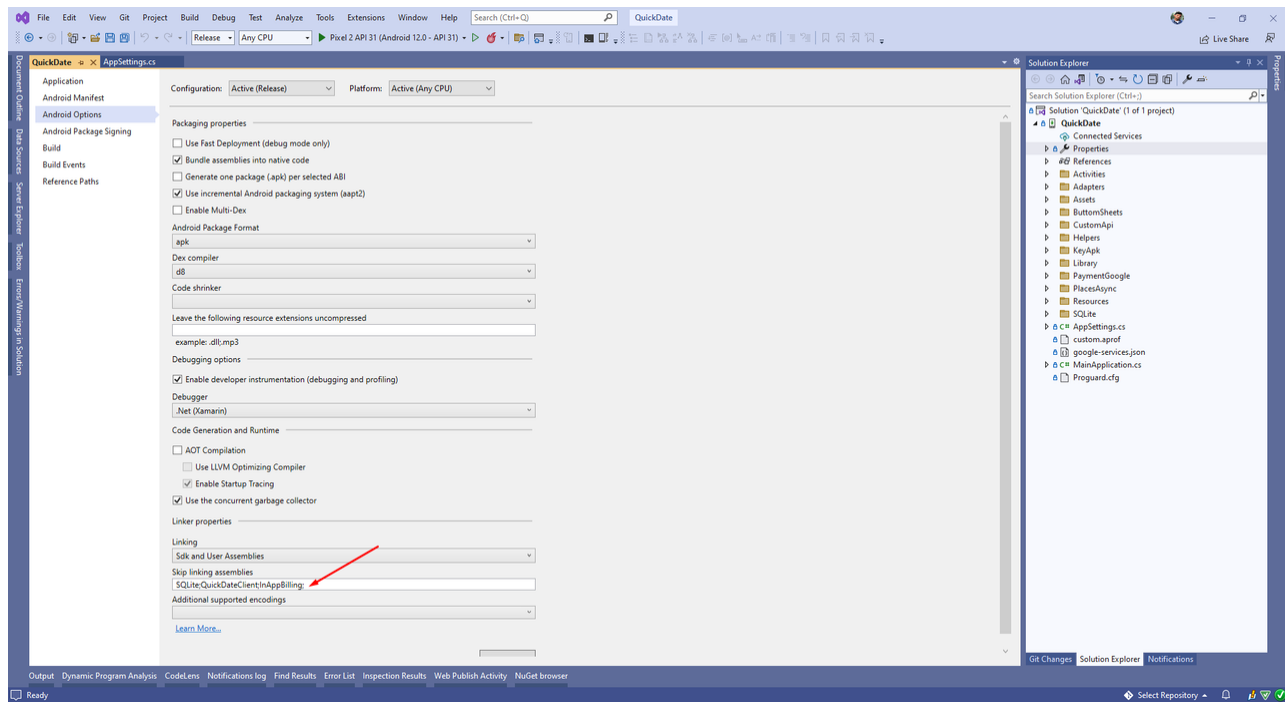 File Edit View Git Project Build Debug Test Analyze Tools Extensions Window Help Search (Ctrl+Q) QuickDate
Release Any CPU Pixel 2 API 31 (Android 12.0 - API 31) Live Share
QuickDate AppSettings.cs
Document Outline
Data Sources
Server Explorer
Toolbox
Errors/Warnings in Solution
Application
Android Manifest
Android Options
Android Package Signing
Build
Build Events
Reference Paths
Configuration: Active (Release) Platform: Active (Any CPU)
Packaging properties
Use Fast Deployment (debug mode only)
Bundle assemblies into native code
Generate one package (.apk) per selected ABI
Use incremental Android packaging system (aapt2)
Enable Multi-Dex
Android Package Format
apk
Dex compiler
d8
Code shrinker
Leave the following resource extensions uncompressed
example: .dll;.mp3
Debugging options
Enable developer instrumentation (debugging and profiling)
Debugger
.Net (Xamarin)
Code Generation and Runtime
AOT Compilation
Use LLVM Optimizing Compiler
Enable Startup Tracing
Use the concurrent garbage collector
Linker properties
Linking
Sdk and User Assemblies
Skip linking assemblies
SQLite;QuickDateClient;InAppBilling;
Additional supported encodings
Learn More...
Solution Explorer
Search Solution Explorer (Ctrl+;)
Solution 'QuickDate' (1 of 1 project)
QuickDate
Connected Services
Properties
References
Activities
Adapters
Assets
ButtomSheets
CustomApi
Helpers
KeyApk
Library
PaymentGoogle
PlacesAsync
Resources
SQLite
C# AppSettings.cs
custom.aprof
google-services.json
C# MainApplication.cs
Proguard.cfg
Properties
Git Changes Solution Explorer Notifications
Output Dynamic Program Analysis CodeLens Notifications log Find Results Error List Inspection Results Web Publish Activity NuGet browser
Ready Select Repository